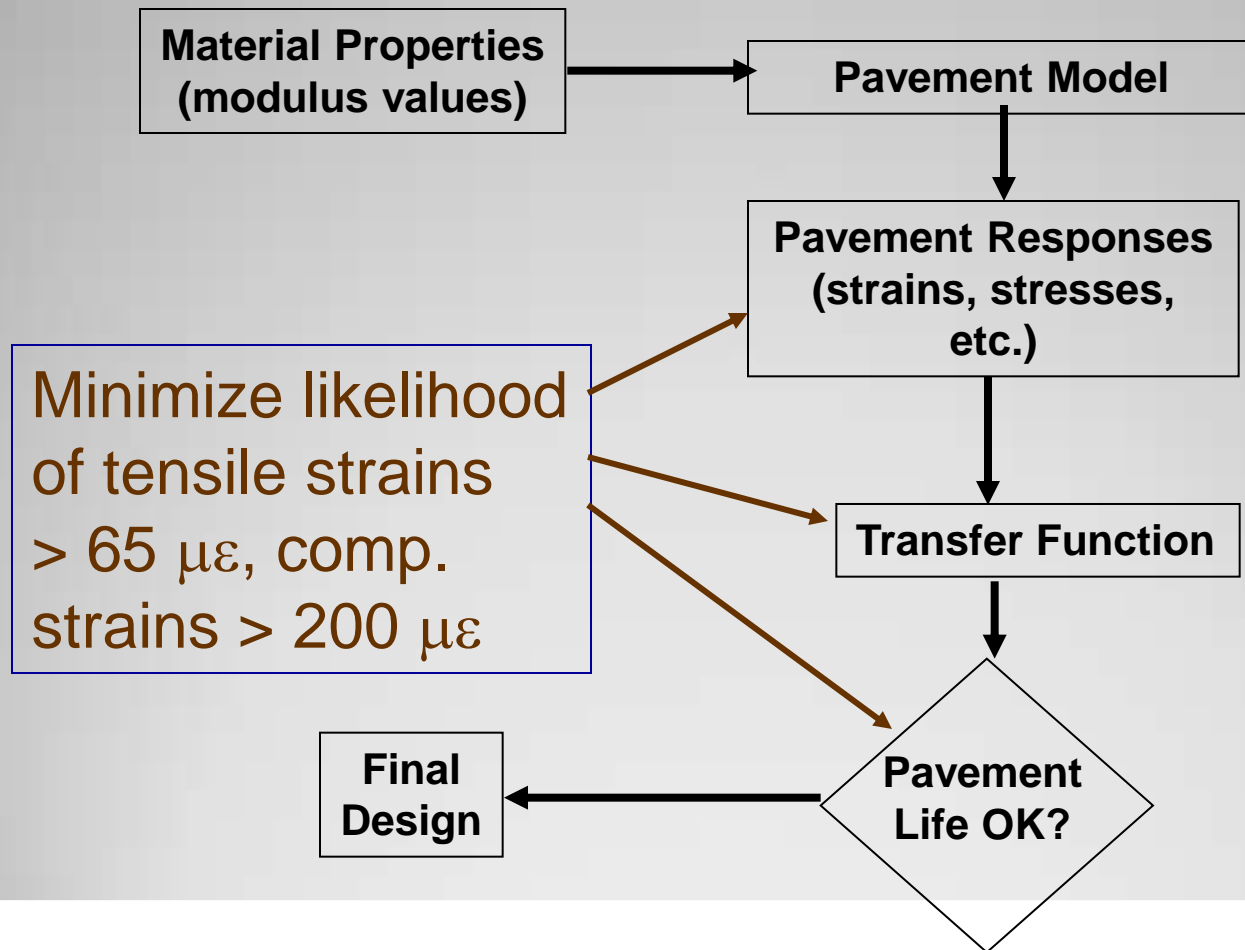 Material Properties
(modulus values)
Pavement Model
Pavement Responses
(strains, stresses,
etc.)
Minimize likelihood
of tensile strains
> 65 με, comp.
strains > 200 με
Transfer Function
Final
Design
Pavement
Life OK?